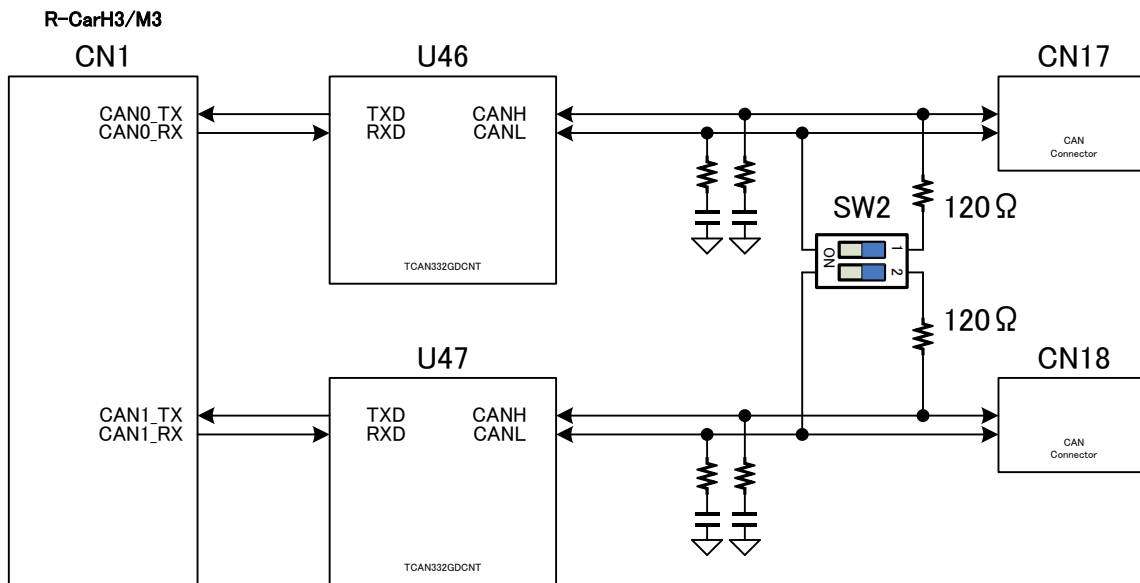 R-CarH3/M3
CN1
U46
CN17
CAN0_TX
CAN0_RX
TXD
RXD
CANH
CANL
CAN
Connector
SW2
120Ω
ON
1
2
TCAN332GDCNT
120Ω
U47
CN18
CAN1_TX
CAN1_RX
TXD
RXD
CANH
CANL
CAN
Connector
TCAN332GDCNT